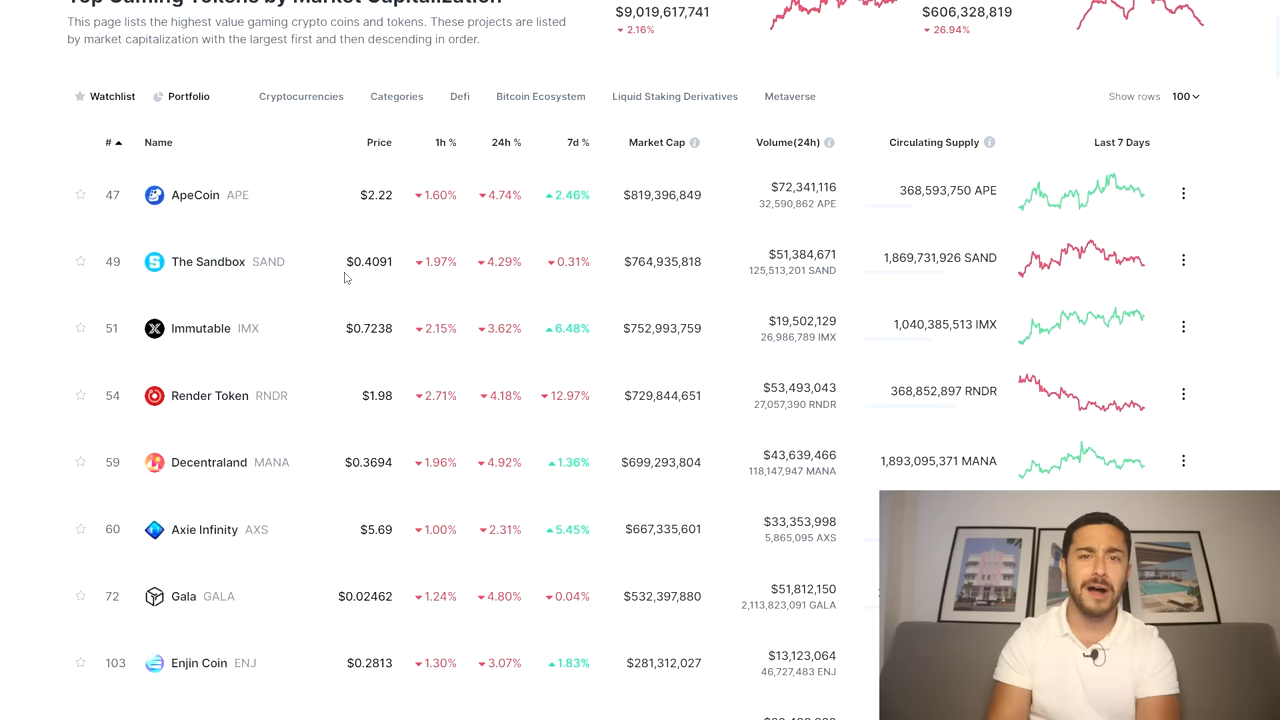 Top Gaming Tokens by Market Capitalization
This page lists the highest value gaming crypto coins and tokens. These projects are listed
by market capitalization with the largest first and then descending in order.
$9,019,617,741
2.16%
$606,328,819
26.94%
Watchlist Portfolio Cryptocurrencies Categories Defi Bitcoin Ecosystem Liquid Staking Derivatives Metaverse Show rows 100
# Name Price 1h % 24h % 7d % Market Cap Volume(24h) Circulating Supply Last 7 Days
47 ApeCoin APE $2.22 1.60% 4.74% 2.46% $819,396,849 $72,341,116 368,593,750 APE
32,590,862 APE
49 The Sandbox SAND $0.4091 1.97% 4.29% 0.31% $764,935,818 $51,384,671 1,869,731,926 SAND
125,513,201 SAND
51 Immutable IMX $0.7238 2.15% 3.62% 6.48% $752,993,759 $19,502,129 1,040,385,513 IMX
26,986,789 IMX
54 Render Token RNDR $1.98 2.71% 4.18% 12.97% $729,844,651 $53,493,043 368,852,897 RNDR
27,057,390 RNDR
59 Decentraland MANA $0.3694 1.96% 4.92% 1.36% $699,293,804 $43,639,466 1,893,095,371 MANA
118,147,947 MANA
60 Axie Infinity AXS $5.69 1.00% 2.31% 5.45% $667,335,601 $33,353,998
5,865,095 AXS
72 Gala GALA $0.02462 1.24% 4.80% 0.04% $532,397,880 $51,812,150
2,113,823,091 GALA
103 Enjin Coin ENJ $0.2813 1.30% 3.07% 1.83% $281,312,027 $13,123,064
46,727,483 ENJ